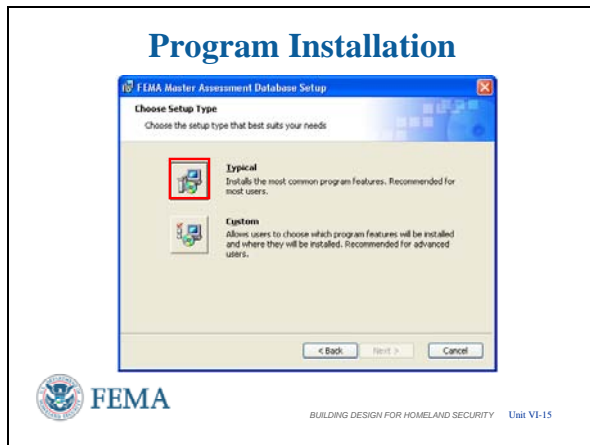 Program Installation
FEMA Master Assessment Database Setup
Choose Setup Type
Choose the setup type that best suits your needs
Typical
Installs the most common program features. Recommended for
most users.
Custom
Allows users to choose which program features will be installed
and where they will be installed. Recommended for advanced
users.
< Back Next > Cancel
FEMA
BUILDING DESIGN FOR HOMELAND SECURITY Unit VI-15